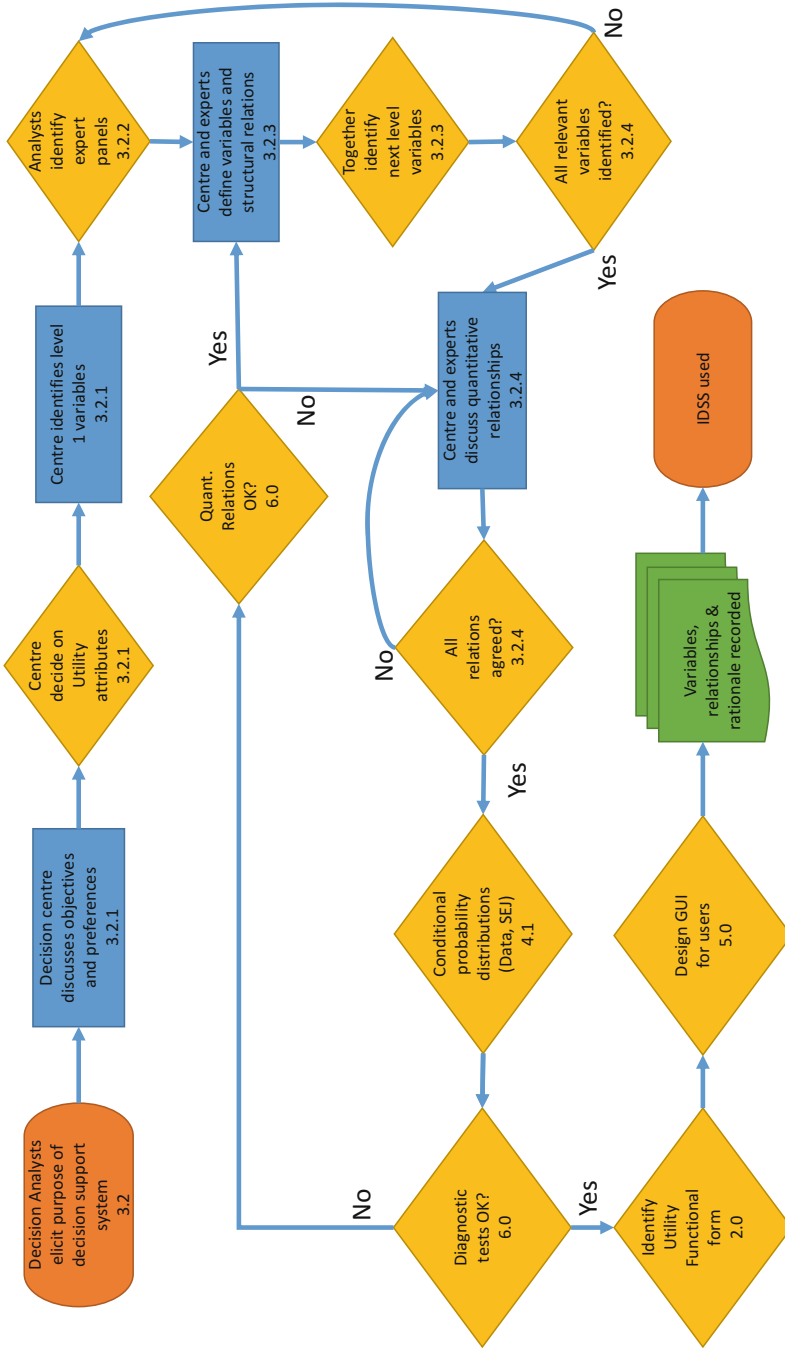 Decision Analysts
elicit purpose of
decision support
system
3.2
Decision centre
discusses objectives
and preferences
3.2.1
Centre
decide on
Utility
attributes
3.2.1
Centre identifies level
1 variables
3.2.1
Analysts
identify
expert
panels
3.2.2
Centre and experts
define variables and
structural relations
3.2.3
Together
identify
next level
variables
3.2.3
All relevant
variables
identified?
3.2.4
No
Yes
Quant.
Relations
OK?
6.0
Yes
No
Centre and experts
discuss quantitative
relationships
3.2.4
All
relations
agreed?
3.2.4
No
Yes
Conditional
probability
distributions
(Data, SEJ)
4.1
Diagnostic
tests OK?
6.0
No
Yes
Identify
Utility
Functional
form
2.0
Design GUI
for users
5.0
Variables,
relationships &
rationale recorded
IDSS used